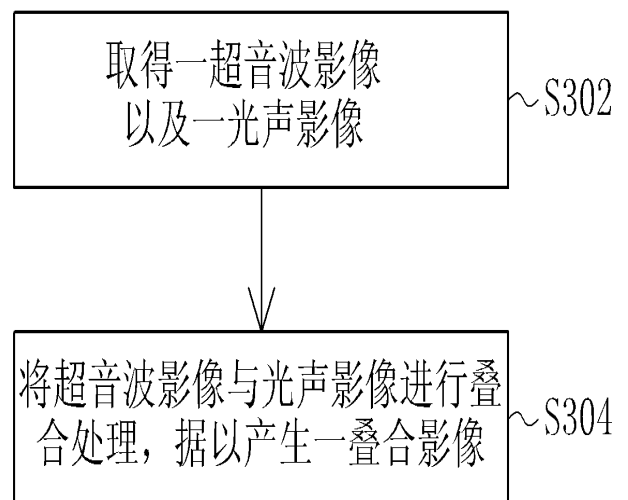 取得一超音波影像
以及一光声影像
S302
将超音波影像与光声影像进行叠
合处理，据以产生一叠合影像
S304